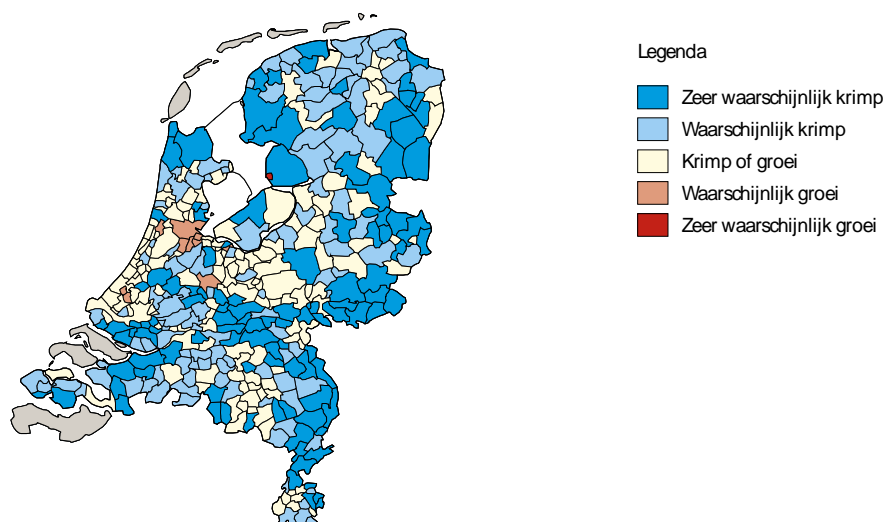 Legenda
Zeer waarschijnlijk krimp
Waarschijnlijk krimp
Krimp of groei
Waarschijnlijk groei
Zeer waarschijnlijk groei